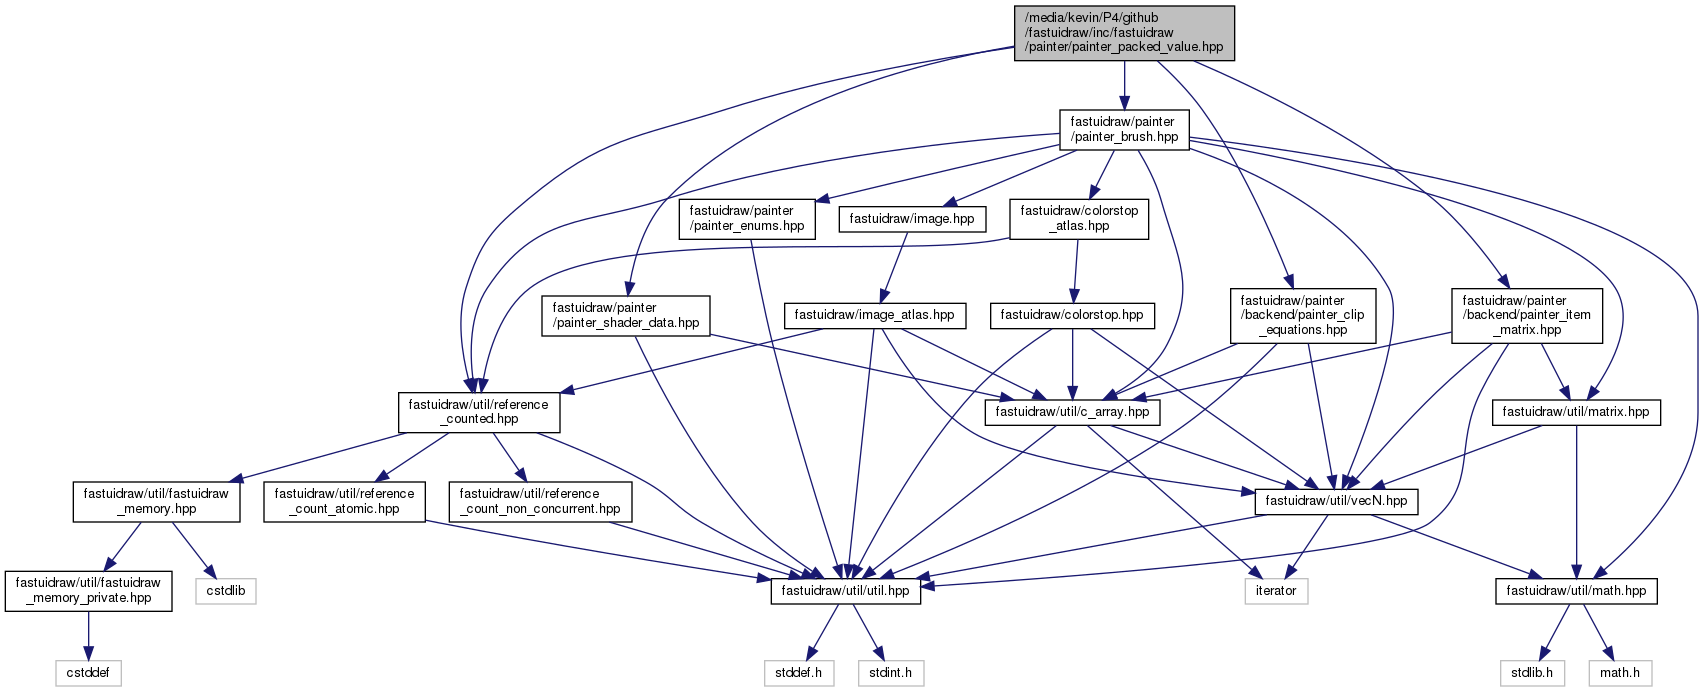 /media/kevin/P4/github
/fastuidraw/inc/fastuidraw
/painter/painter_packed_value.hpp
fastuidraw/painter
/painter_brush.hpp
fastuidraw/painter
/painter_enums.hpp
fastuidraw/image.hpp
fastuidraw/colorstop
_atlas.hpp
fastuidraw/painter
/painter_shader_data.hpp
fastuidraw/image_atlas.hpp
fastuidraw/colorstop.hpp
fastuidraw/painter
/backend/painter_clip
_equations.hpp
fastuidraw/painter
/backend/painter_item
_matrix.hpp
fastuidraw/util/reference
_counted.hpp
fastuidraw/util/c_array.hpp
fastuidraw/util/matrix.hpp
fastuidraw/util/fastuidraw
_memory.hpp
fastuidraw/util/reference
_count_atomic.hpp
fastuidraw/util/reference
_count_non_concurrent.hpp
fastuidraw/util/vecN.hpp
fastuidraw/util/fastuidraw
_memory_private.hpp
cstdlib
fastuidraw/util/util.hpp
iterator
fastuidraw/util/math.hpp
cstddef
stddef.h
stdint.h
stdlib.h
math.h